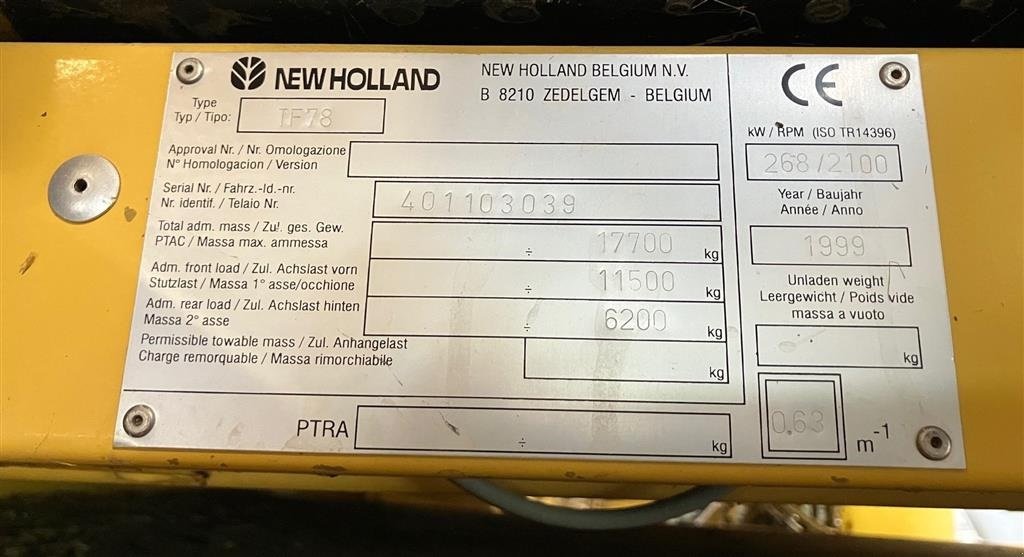 NEW HOLLAND
NEW HOLLAND BELGIUM N.V.
B 8210 ZEDELGEM - BELGIUM
Type
Typ / Tipo:
TF78
Approval Nr. / Nr. Omologazione
N° Homologacion / Version
Serial Nr. / Fahrz.-Id.-nr.
Nr. identif. / Telaio Nr.
401103039
Total adm. mass / Zul. ges. Gew.
PTAC / Massa max. ammessa
÷ 17700 kg
Adm. front load / Zul. Achslast vorn
Stutzlast / Massa 1° asse/occhione
÷ 11500 kg
Adm. rear load / Zul. Achslast hinten
Massa 2° asse
÷ 6200 kg
Permissible towable mass / Zul. Anhangelast
Charge remorquable / Massa rimorchiabile
kg
PTRA ÷ kg
CE
kW / RPM (ISO TR14396)
268/2100
Year / Baujahr
Année / Anno
1999
Unladen weight
Leergewicht / Poids vide
massa a vuoto
kg
0.63 m-1